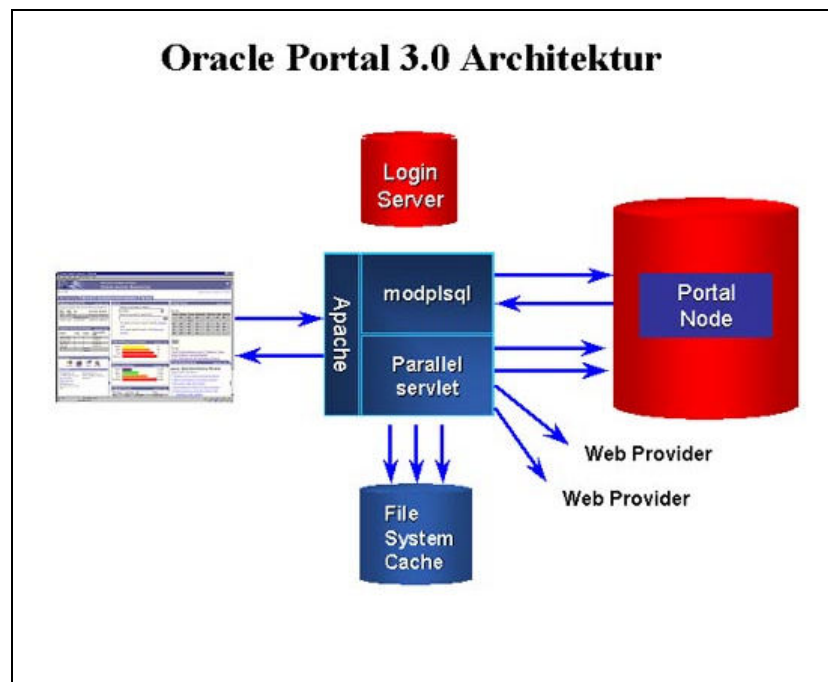 Oracle Portal 3.0 Architektur
Login
Server
Apache
modplsql
Parallel
servlet
Portal
Node
Web Provider
Web Provider
File
System
Cache